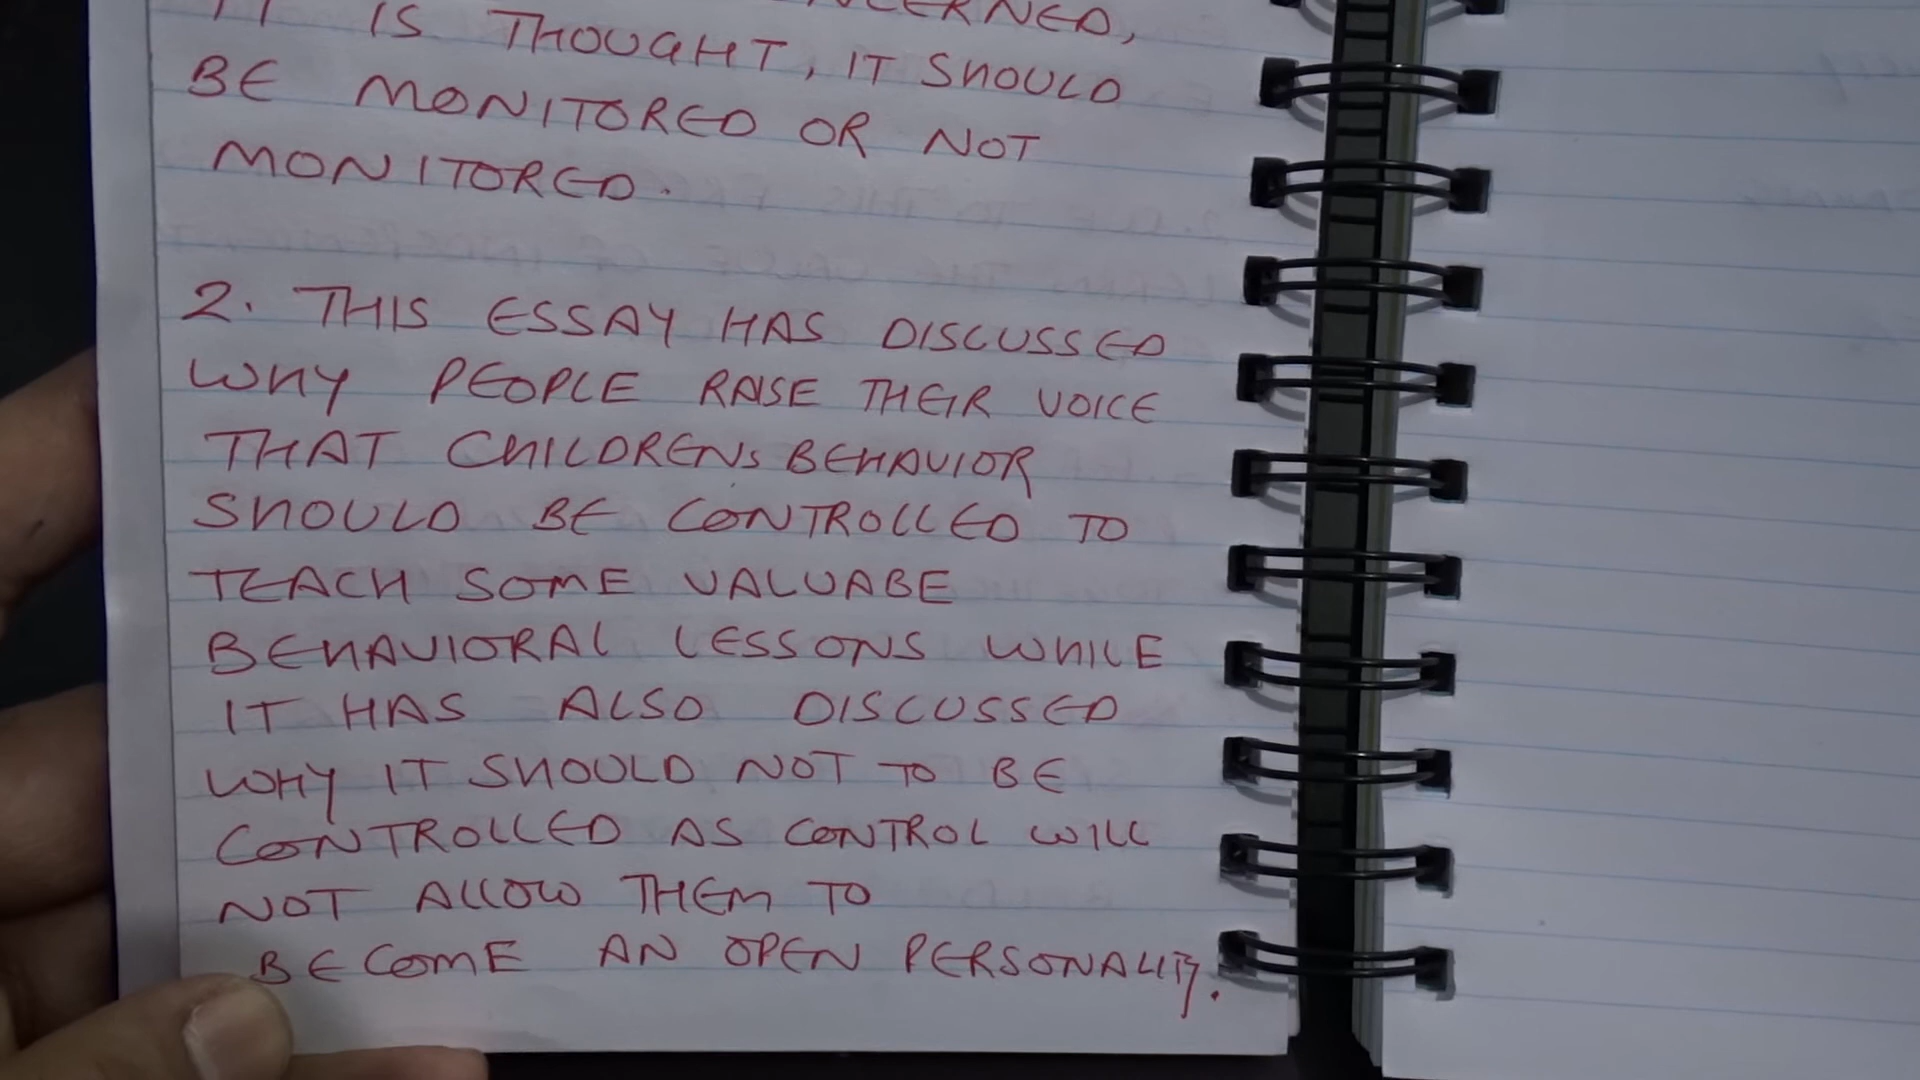 IT IS THOUGHT, IT SHOULD
BE MONITORED OR NOT
MONITORED.
2. THIS ESSAY HAS DISCUSSED
WHY PEOPLE RAISE THEIR VOICE
THAT CHILDRENS BEHAVIOR
SHOULD BE CONTROLLED TO
TEACH SOME VALUABE
BEHAVIORAL LESSONS WHILE
IT HAS ALSO DISCUSSED
WHY IT SHOULD NOT TO BE
CONTROLLED AS CONTROL WILL
NOT ALLOW THEM TO
BECOME AN OPEN PERSONALITY.